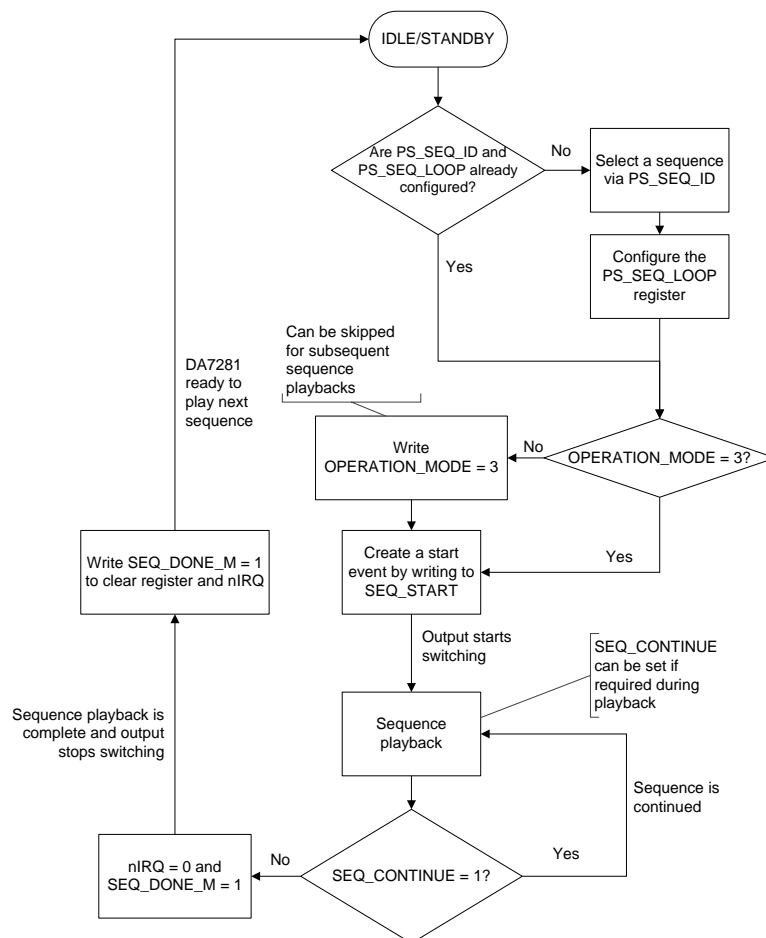 IDLE/STANDBY
Are PS_SEQ_ID and
PS_SEQ_LOOP already
configured?
No
Select a sequence
via PS_SEQ_ID
Yes
Configure the
PS_SEQ_LOOP
register
Can be skipped
for subsequent
sequence
playbacks
DA7281
ready to
play next
sequence
Write
OPERATION_MODE = 3
No
OPERATION_MODE = 3?
Write SEQ_DONE_M = 1
to clear register and nIRQ
Create a start
event by writing to
SEQ_START
Yes
Output starts
switching
SEQ_CONTINUE
can be set if
required during
playback
Sequence playback is
complete and output
stops switching
Sequence
playback
Sequence is
continued
nIRQ = 0 and
SEQ_DONE_M = 1
No
SEQ_CONTINUE = 1?
Yes